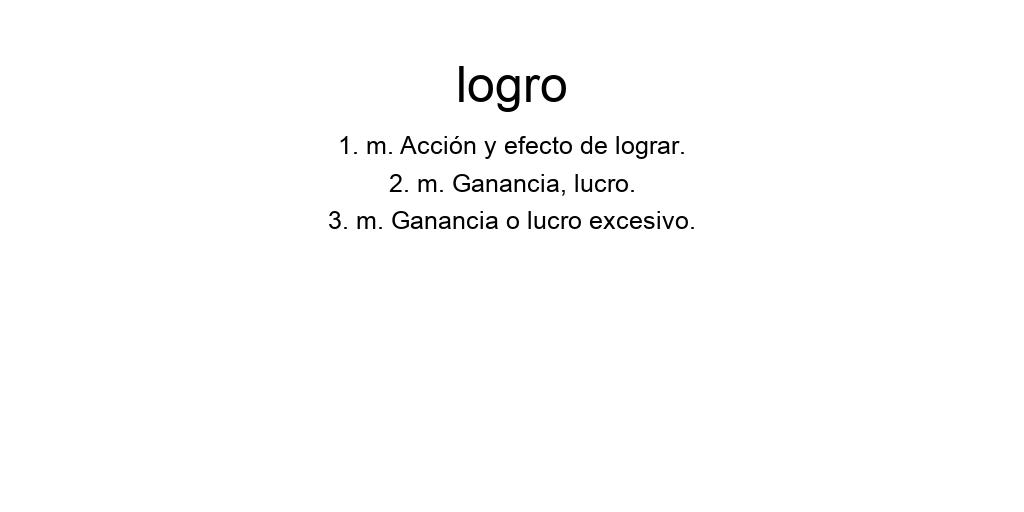 logro
1. m. Acción y efecto de lograr.
2. m. Ganancia, lucro.
3. m. Ganancia o lucro excesivo.